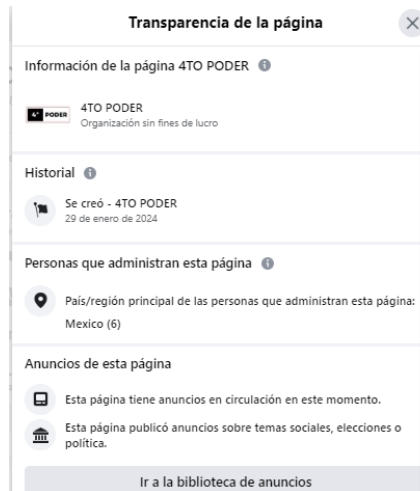 Transparencia de la página
Información de la página 4TO PODER
4° PODER
4TO PODER
Organización sin fines de lucro
Historial
Se creó - 4TO PODER
29 de enero de 2024
Personas que administran esta página
País/región principal de las personas que administran esta página:
Mexico (6)
Anuncios de esta página
Esta página tiene anuncios en circulación en este momento.
Esta página publicó anuncios sobre temas sociales, elecciones o
política.
Ir a la biblioteca de anuncios